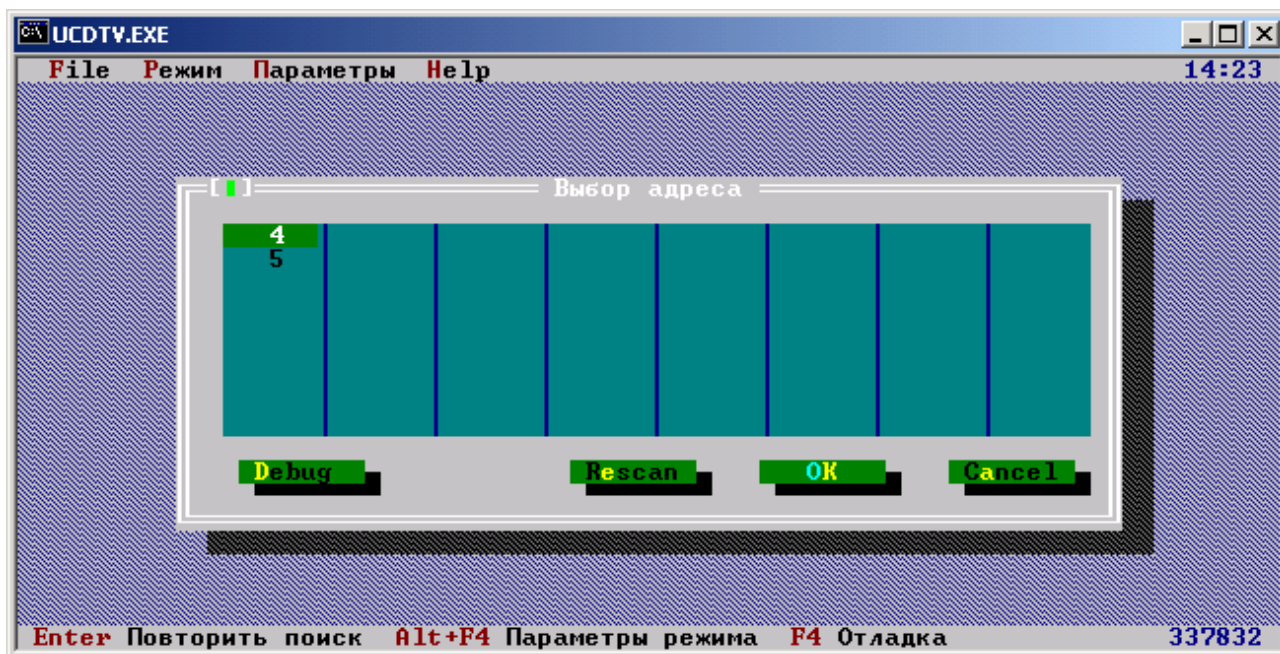 UCDTV.EXE
File Режим Параметры Help 14:23
[ ] Выбор адреса
4
5
Debug Rescan OK Cancel
Enter Повторить поиск Alt+F4 Параметры режима F4 Отладка 337832